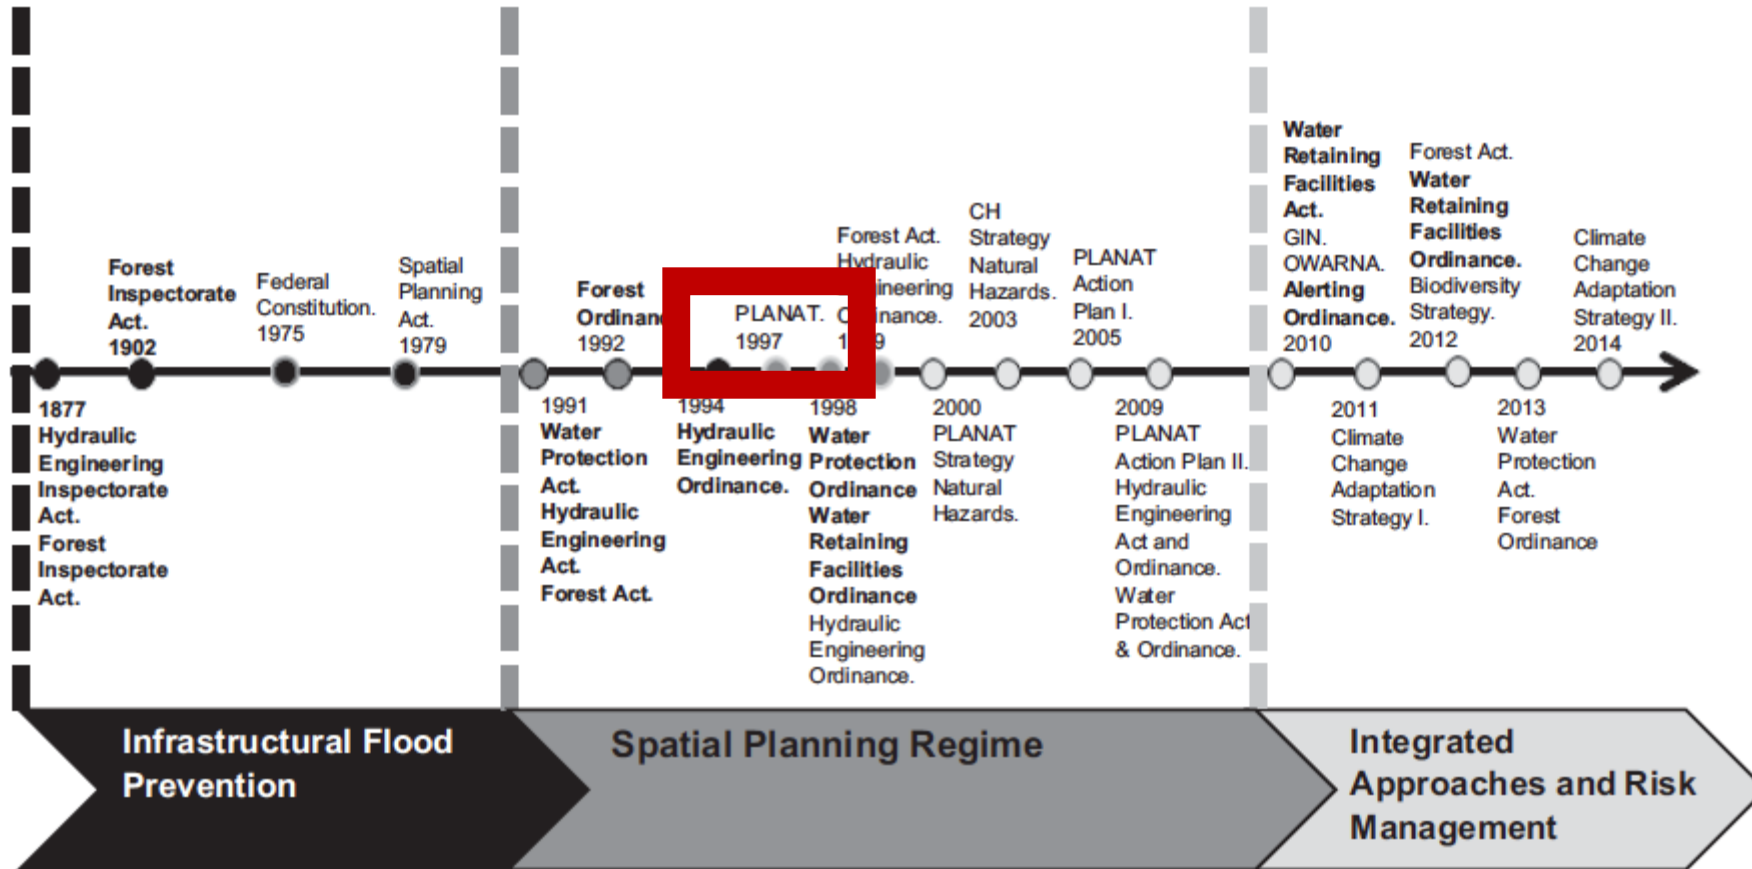 Forest
Inspectorate
Act.
1902
Federal
Constitution.
1975
Spatial
Planning
Act.
1979
Forest
1992
PLANAT.
1997
Forest Act.
Hydraulic
CH
Strategy
Natural
Hazards.
2003
PLANAT
Action
Plan I.
2005
Water
Retaining
Facilities
Act.
GIN.
OWARNA.
Alerting
Ordinance.
2010
Forest Act.
Water
Retaining
Facilities
Ordinance.
Biodiversity
Strategy.
2012
Climate
Change
Adaptation
Strategy II.
2014
1877
Hydraulic
Engineering
Inspectorate
Act.
Forest
Inspectorate
Act.
1991
Water
Protection
Act.
Hydraulic
Engineering
Act.
Forest Act.
1994
Hydraulic
Engineering
Ordinance.
1998
Water
Protection
Ordinance
Water
Retaining
Facilities
Ordinance
Hydraulic
Engineering
Ordinance.
2000
PLANAT
Strategy
Natural
Hazards.
2009
PLANAT
Action Plan II.
Hydraulic
Engineering
Act and
Ordinance.
Water
Protection Act
& Ordinance.
2011
Climate
Change
Adaptation
Strategy I.
2013
Water
Protection
Act.
Forest
Ordinance
Infrastructural Flood
Prevention
Spatial Planning Regime
Integrated
Approaches and Risk
Management